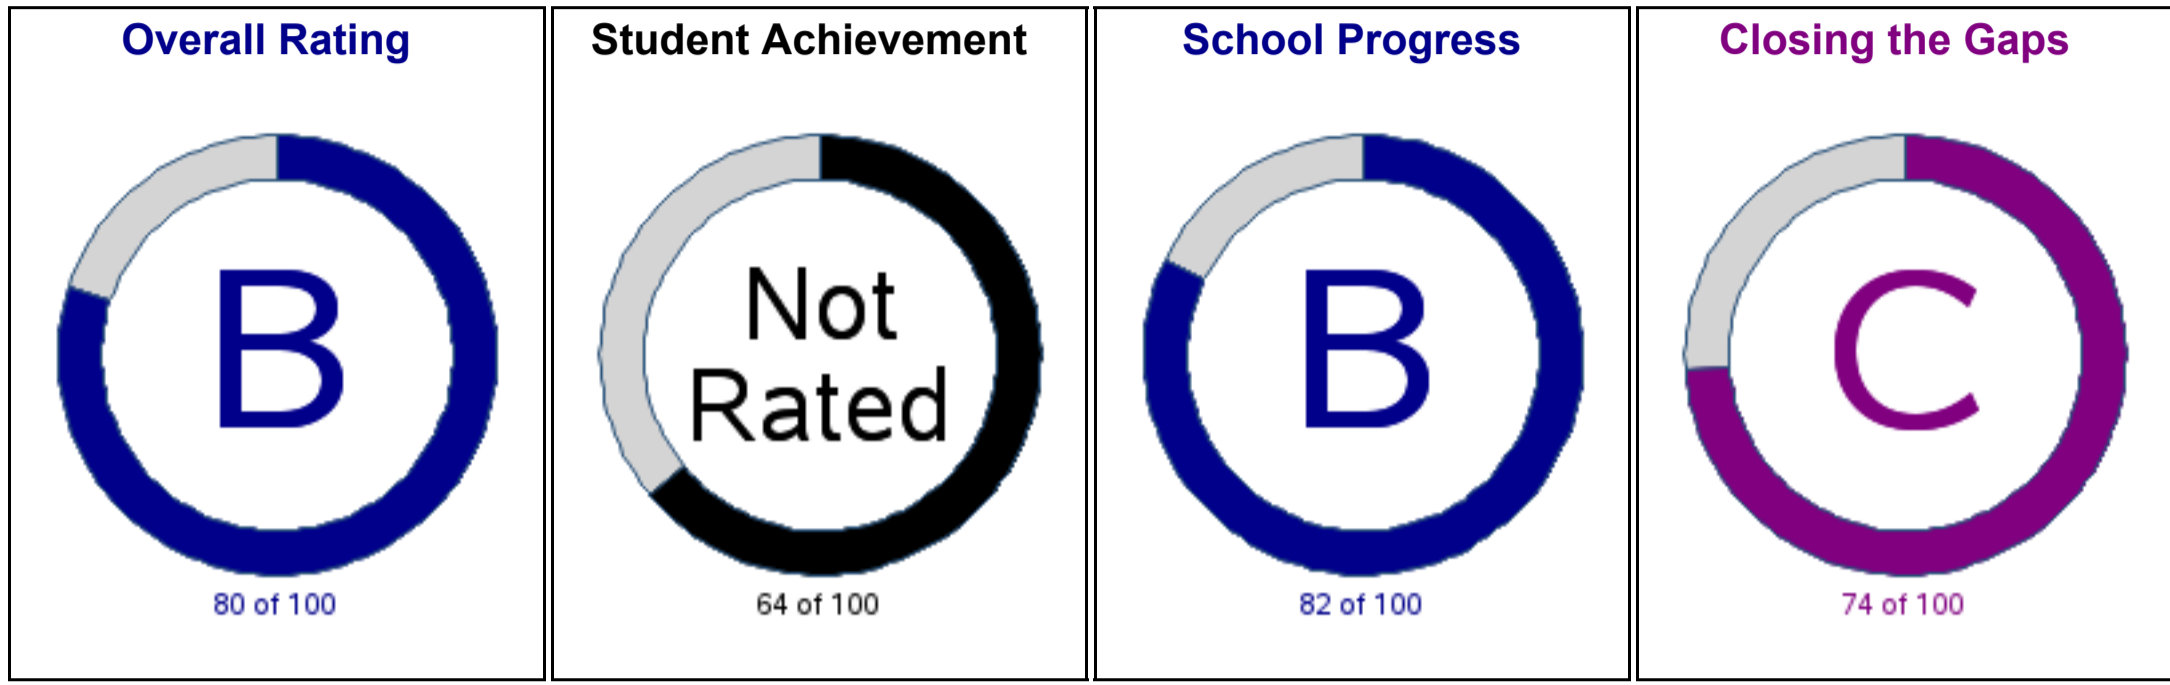 Overall Rating
B
80 of 100
Student Achievement
Not
Rated
64 of 100
School Progress
B
82 of 100
Closing the Gaps
C
74 of 100